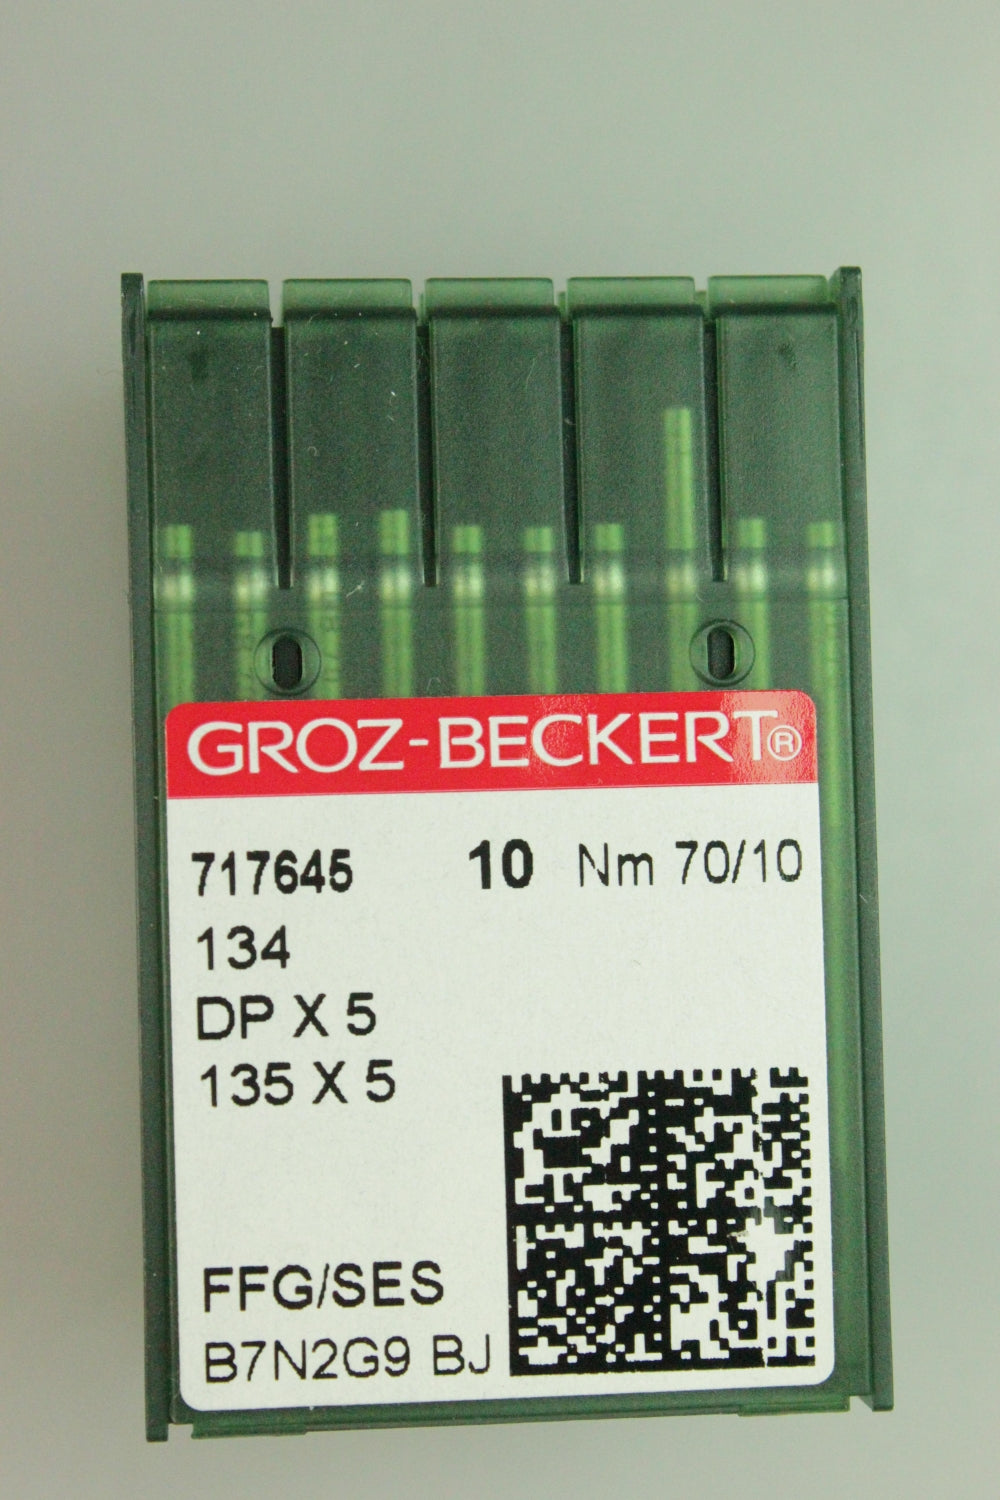 GROZ-BECKERT®
717645 10 Nm 70/10
134
DP X 5
135 X 5
FFG/SES
B7N2G9 BJ